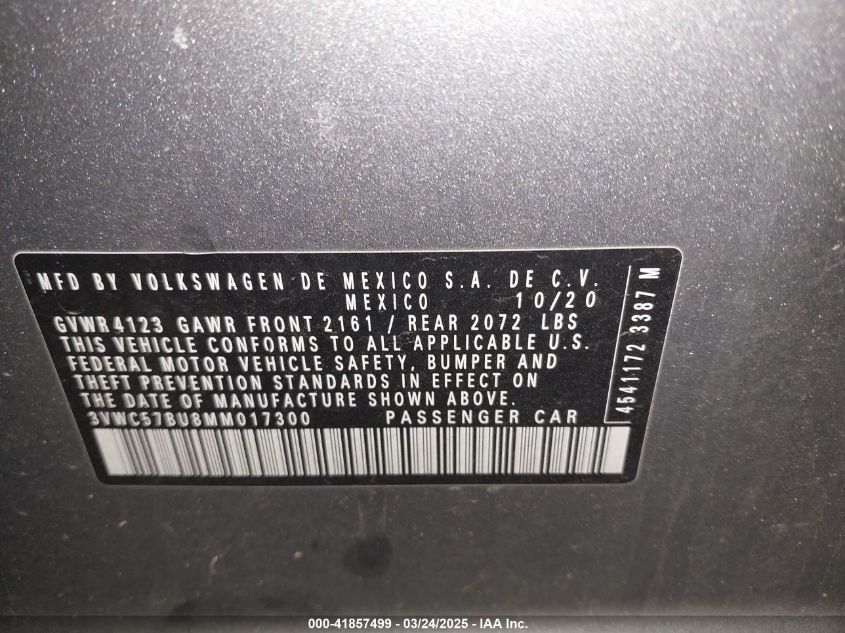 MFD BY VOLKSWAGEN DE MEXICO S.A. DE C.V.
MEXICO 10/20
GVWR4123 GAWR FRONT 2161 / REAR 2072 LBS
THIS VEHICLE CONFORMS TO ALL APPLICABLE U.S.
FEDERAL MOTOR VEHICLE SAFETY, BUMPER AND
THEFT PREVENTION STANDARDS IN EFFECT ON
THE DATE OF MANUFACTURE SHOWN ABOVE.
3VWC57BU8MM017300 PASSENGER CAR
4541172 3387 M
000-41857499 - 03/24/2025 - IAA Inc.